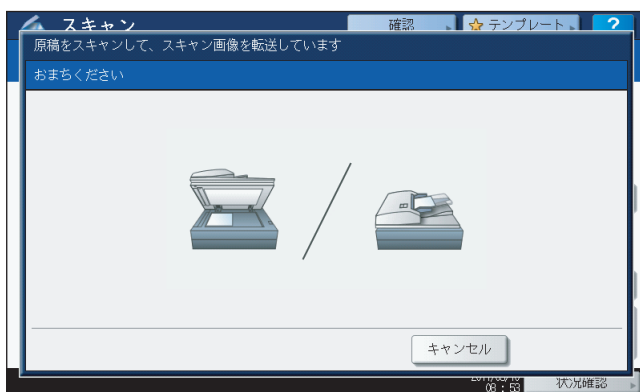 スキャン 確認 テンプレート ?
原稿をスキャンして、スキャン画像を転送しています
おまちください
キャンセル
08:53 状況確認